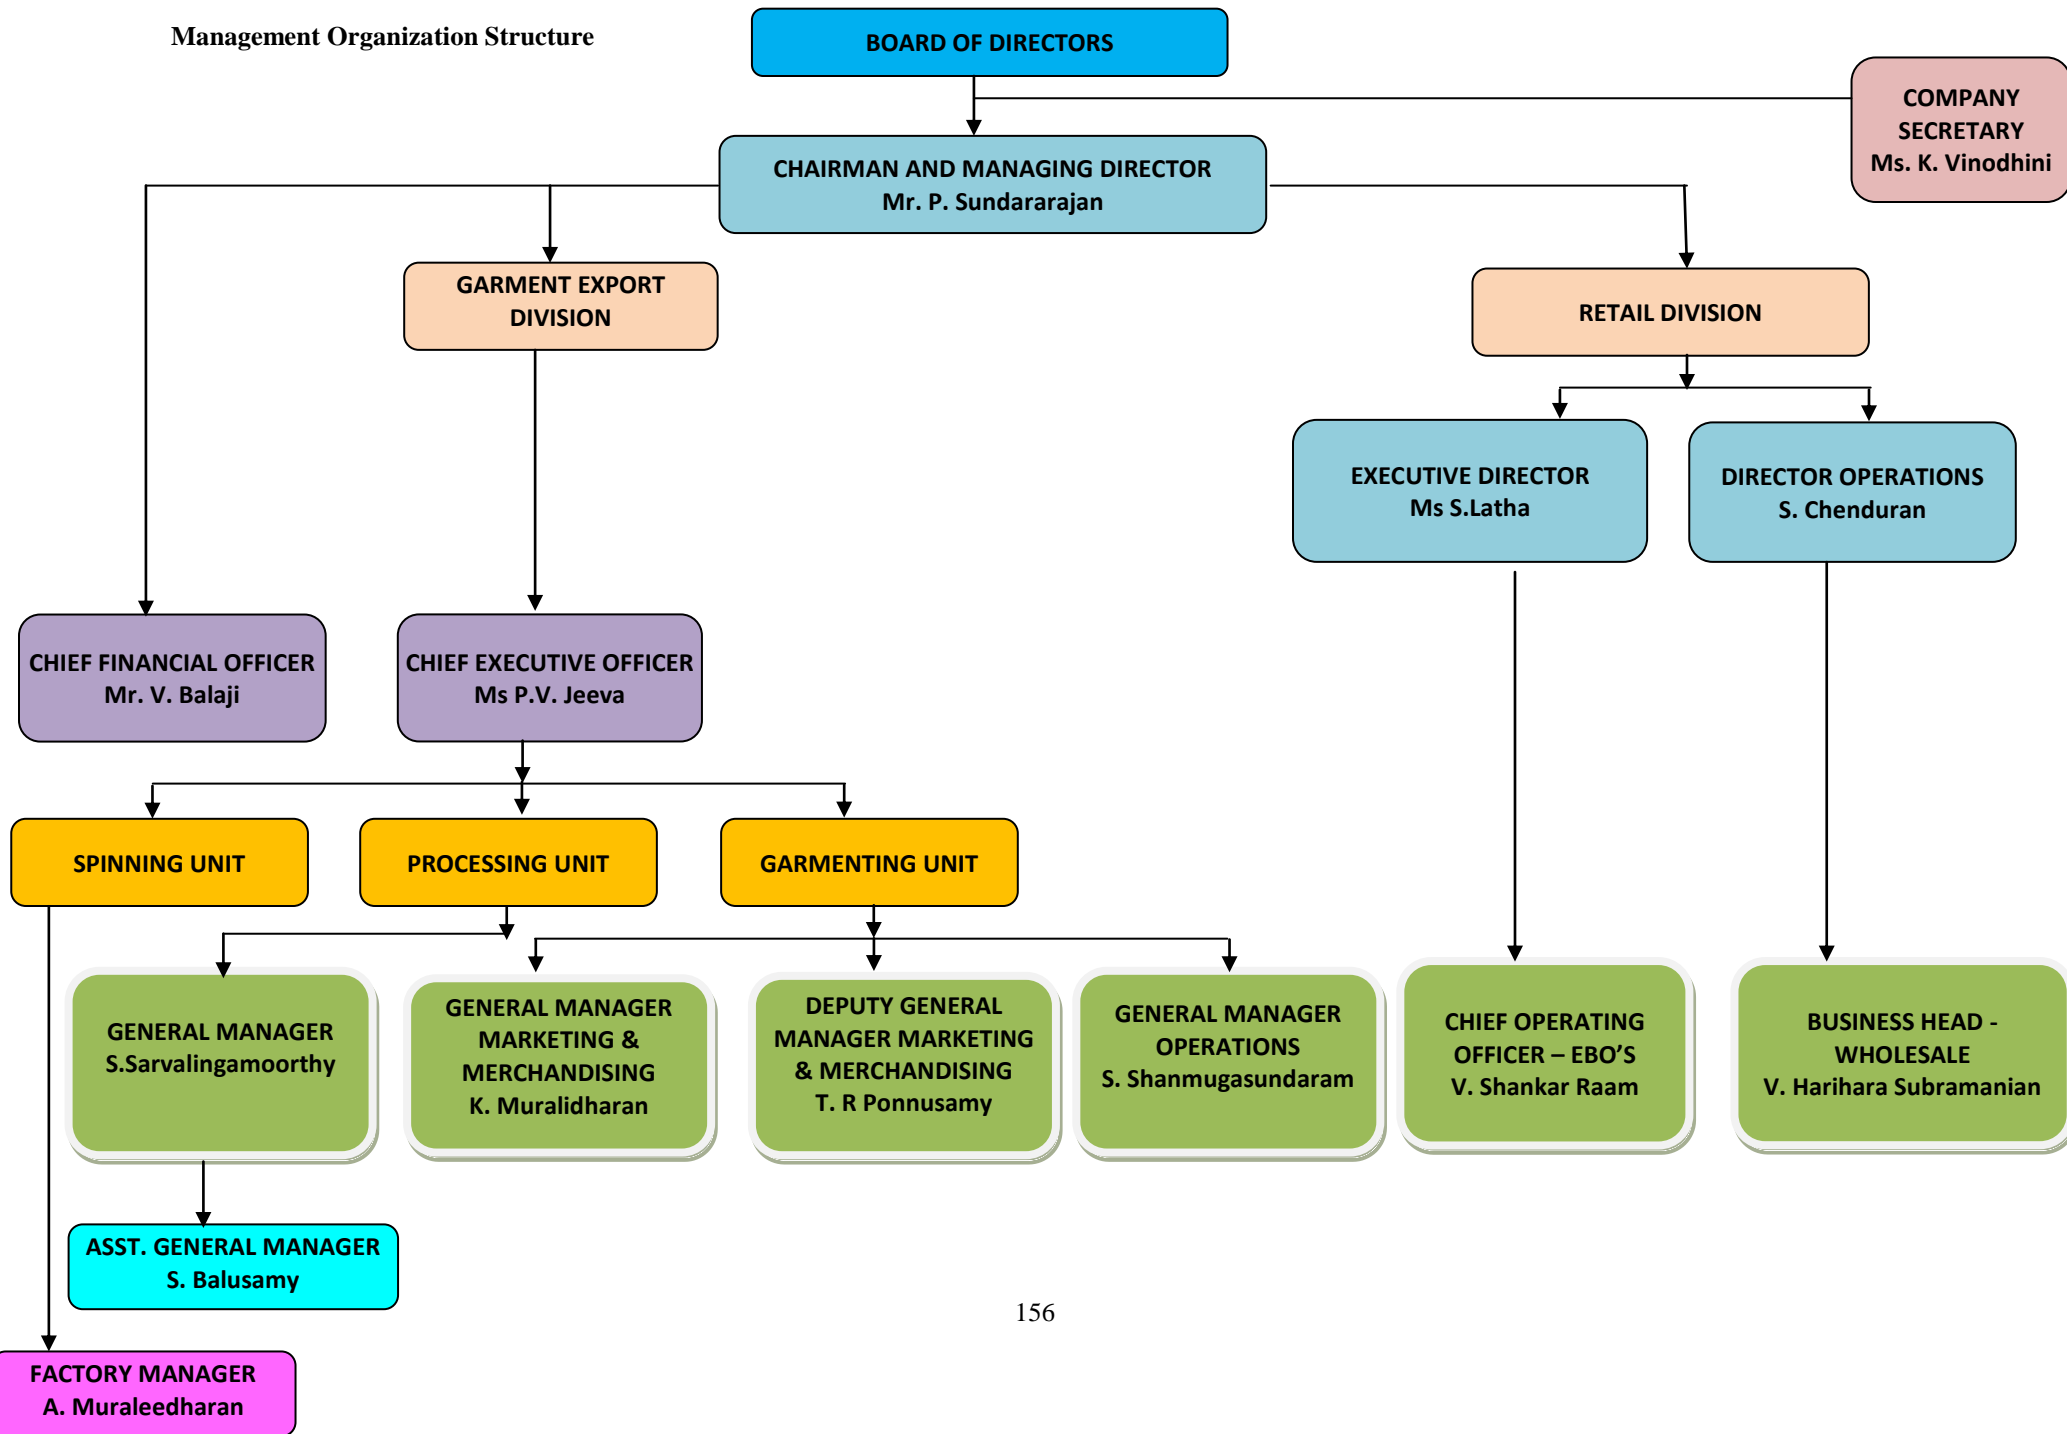 Management Organization Structure
BOARD OF DIRECTORS
COMPANY
SECRETARY
Ms. K. Vinodhini
CHAIRMAN AND MANAGING DIRECTOR
Mr. P. Sundararajan
GARMENT EXPORT
DIVISION
RETAIL DIVISION
EXECUTIVE DIRECTOR
Ms S.Latha
DIRECTOR OPERATIONS
S. Chenduran
CHIEF FINANCIAL OFFICER
Mr. V. Balaji
CHIEF EXECUTIVE OFFICER
Ms P.V. Jeeva
SPINNING UNIT
PROCESSING UNIT
GARMENTING UNIT
GENERAL MANAGER
S.Sarvalingamoorthy
GENERAL MANAGER
MARKETING &
MERCHANDISING
K. Muralidharan
DEPUTY GENERAL
MANAGER MARKETING
& MERCHANDISING
T. R Ponnusamy
GENERAL MANAGER
OPERATIONS
S. Shanmugasundaram
CHIEF OPERATING
OFFICER – EBO’S
V. Shankar Raam
BUSINESS HEAD -
WHOLESALE
V. Harihara Subramanian
ASST. GENERAL MANAGER
S. Balusamy
156
FACTORY MANAGER
A. Muraleedharan